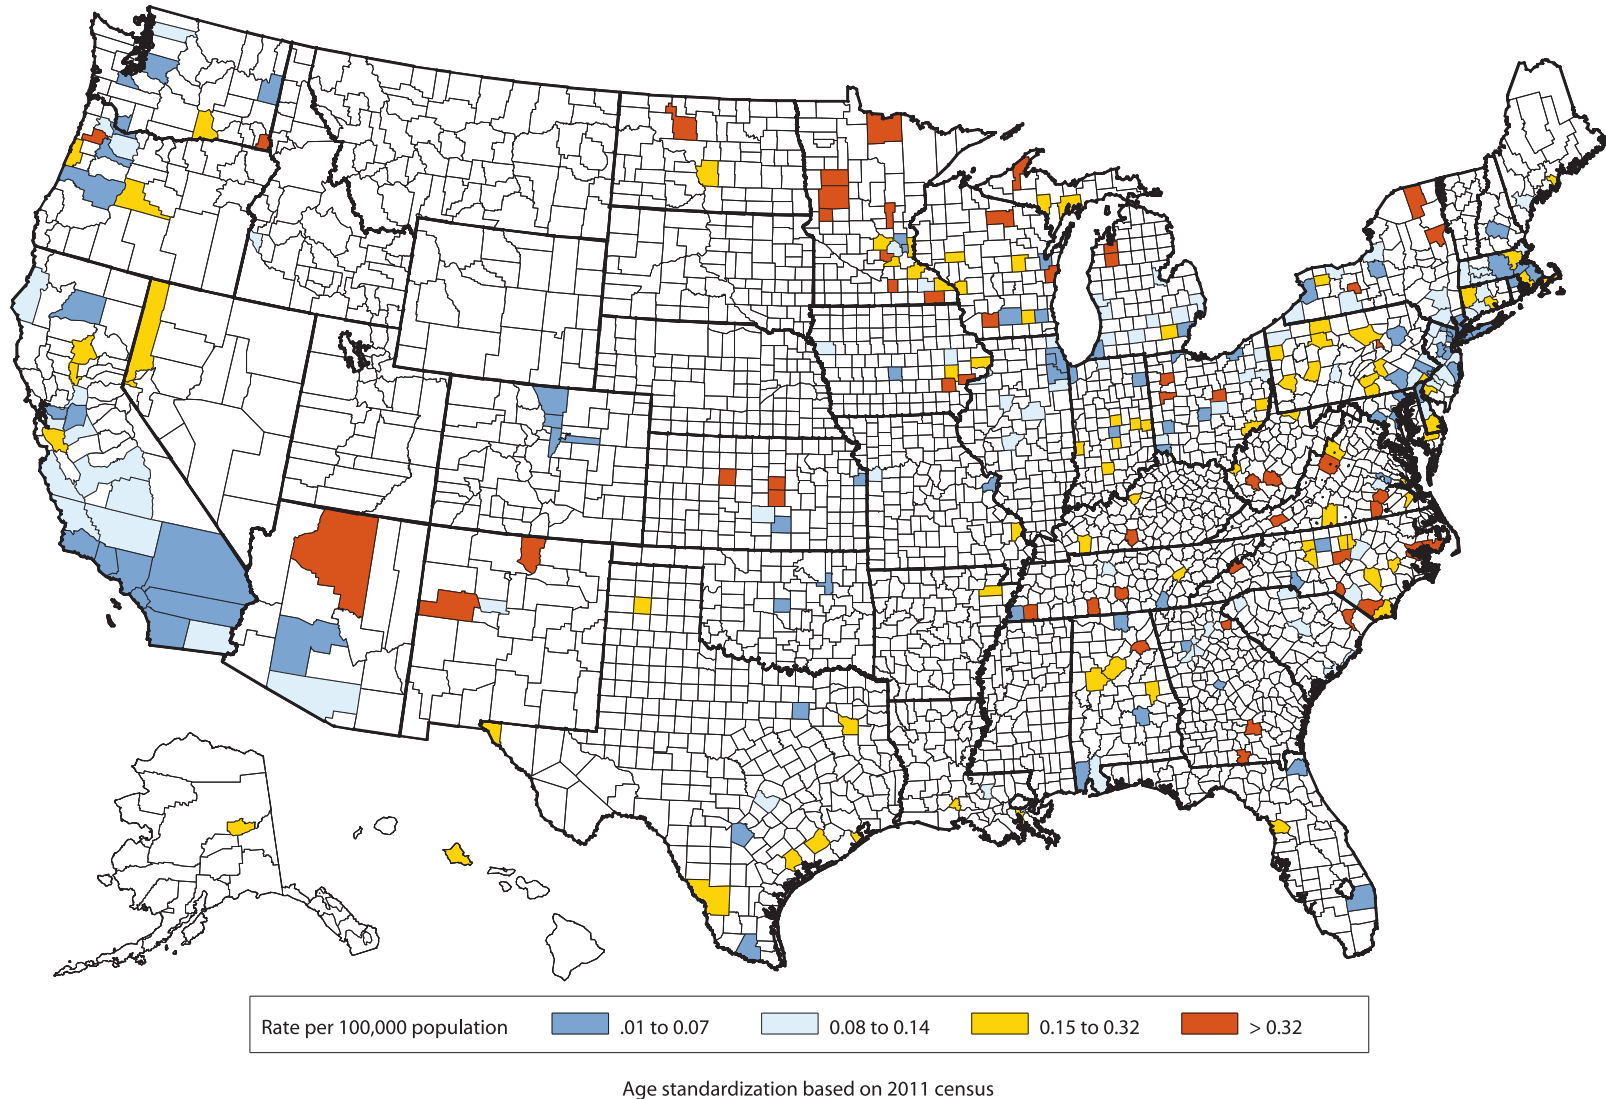 Rate per 100,000 population .01 to 0.07 0.08 to 0.14 0.15 to 0.32 > 0.32
Age standardization based on 2011 census